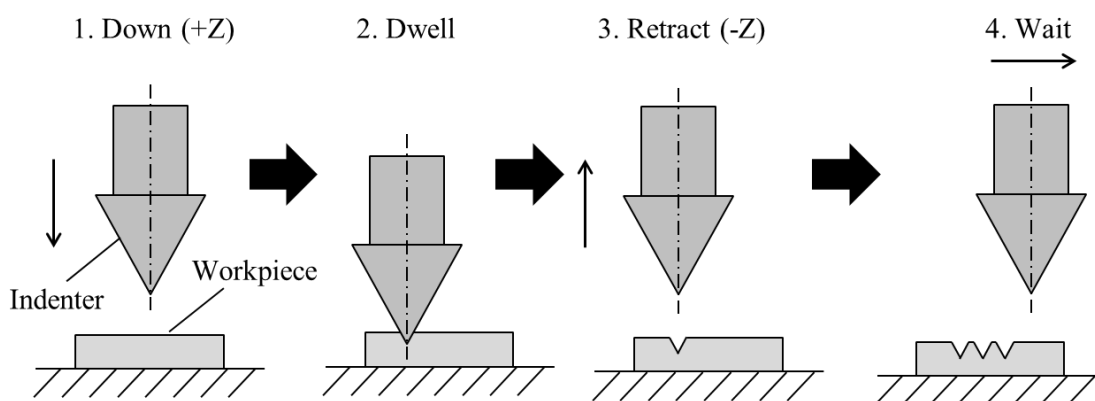 1. Down (+Z)
2. Dwell
3. Retract (-Z)
4. Wait
Workpiece
Indenter